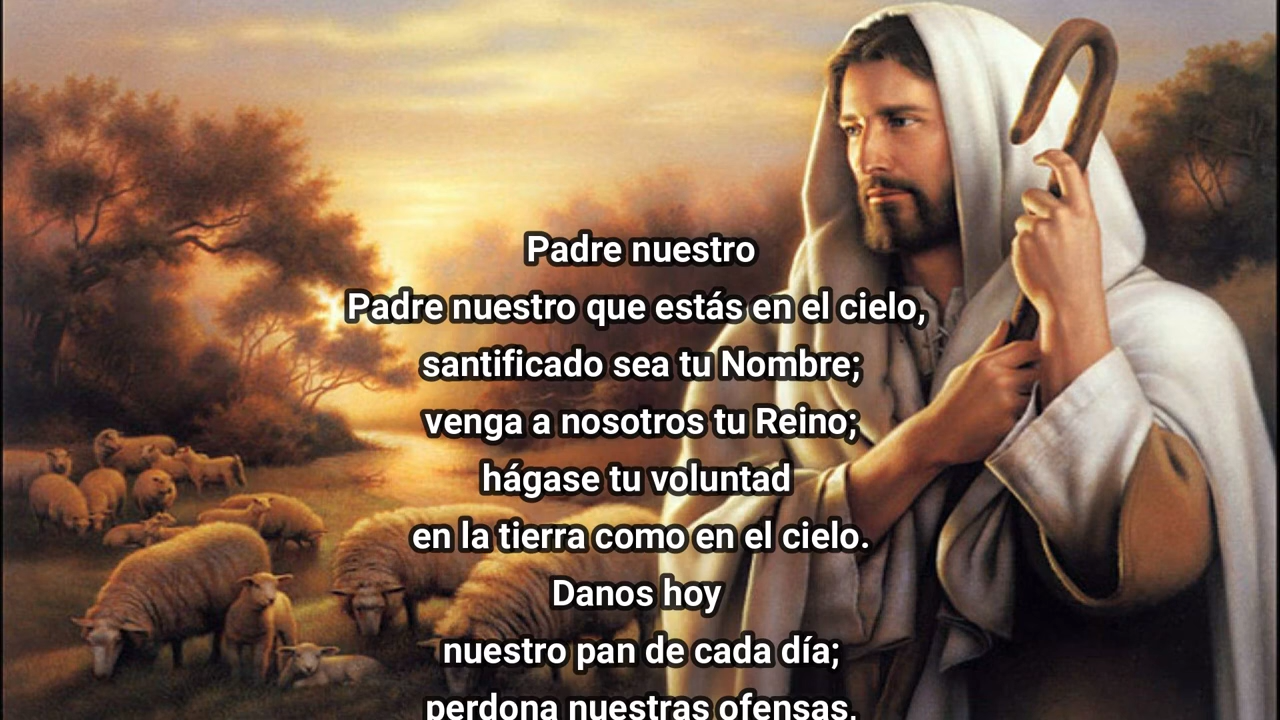 Padre nuestro
Padre nuestro que estás en el cielo,
santificado sea tu Nombre;
venga a nosotros tu Reino;
hágase tu voluntad
en la tierra como en el cielo.
Danos hoy
nuestro pan de cada día;
perdona nuestras ofensas,